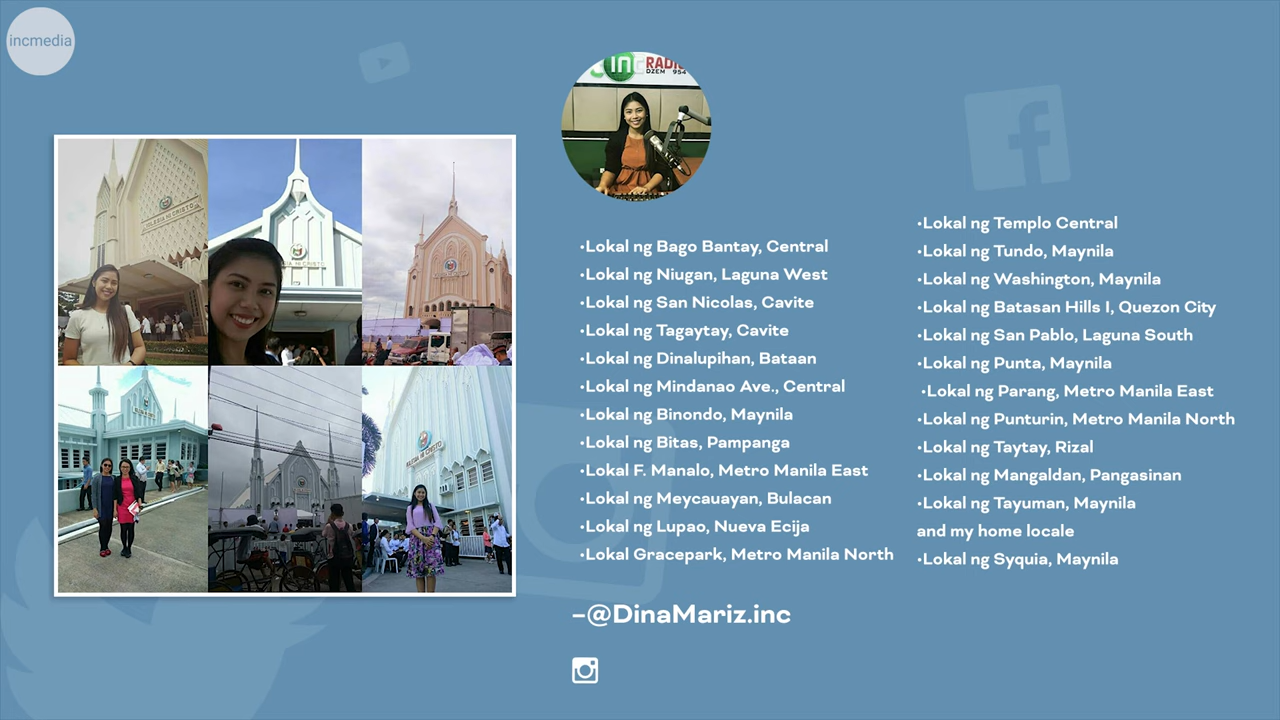 incmedia
IGLESIA NI CRISTO
inc RADIO
DZEM 954
•Lokal ng Bago Bantay, Central
•Lokal ng Niugan, Laguna West
•Lokal ng San Nicolas, Cavite
•Lokal ng Tagaytay, Cavite
•Lokal ng Dinalupihan, Bataan
•Lokal ng Mindanao Ave., Central
•Lokal ng Binondo, Maynila
•Lokal ng Bitas, Pampanga
•Lokal F. Manalo, Metro Manila East
•Lokal ng Meycauayan, Bulacan
•Lokal ng Lupao, Nueva Ecija
•Lokal Gracepark, Metro Manila North
•Lokal ng Templo Central
•Lokal ng Tundo, Maynila
•Lokal ng Washington, Maynila
•Lokal ng Batasan Hills I, Quezon City
•Lokal ng San Pablo, Laguna South
•Lokal ng Punta, Maynila
•Lokal ng Parang, Metro Manila East
•Lokal ng Punturin, Metro Manila North
•Lokal ng Taytay, Rizal
•Lokal ng Mangaldan, Pangasinan
•Lokal ng Tayuman, Maynila
and my home locale
•Lokal ng Syquia, Maynila
–@DinaMariz.inc